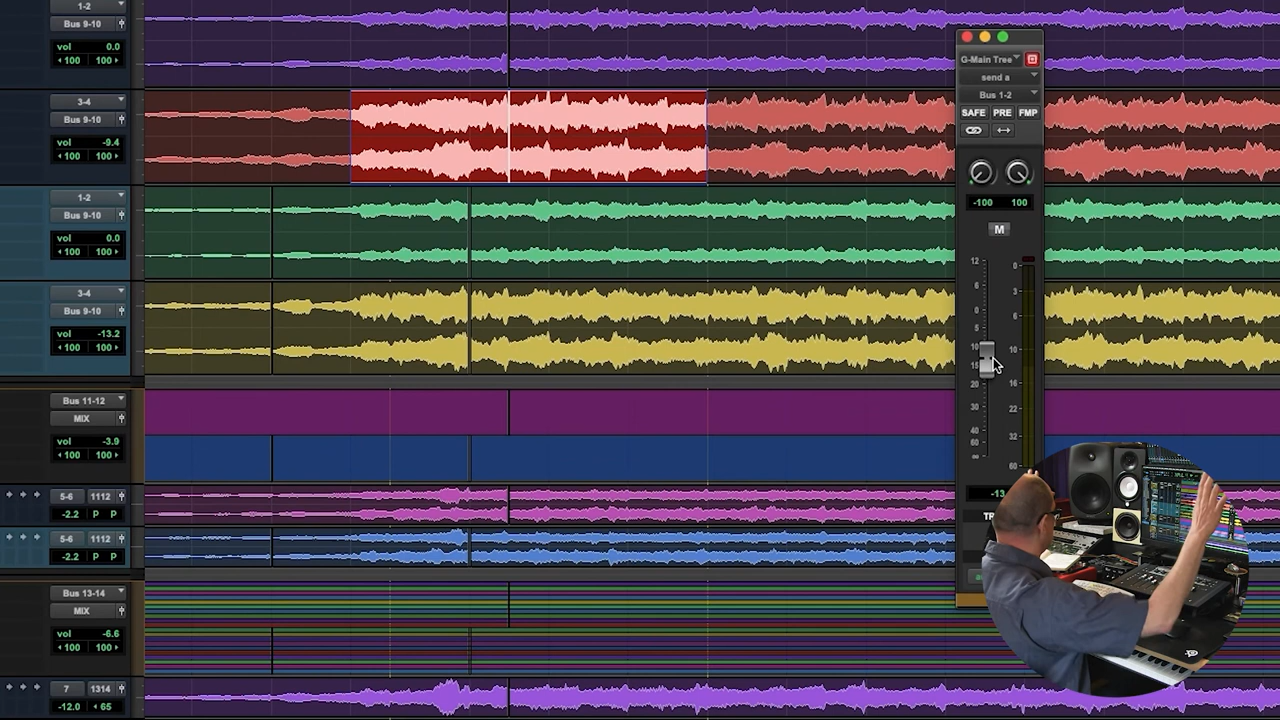 1-2
Bus 9-10
vol 0.0
100 100
3-4
Bus 9-10
vol -9.4
100 100
1-2
Bus 9-10
vol 0.0
100 100
3-4
Bus 9-10
vol -13.2
100 100
Bus 11-12
MIX
vol -3.9
100 100
5-6 1112
-2.2 P P
5-6 1112
-2.2 P P
Bus 13-14
MIX
vol -6.6
100 100
7 1314
-12.0 65
G-Main Tree
send a
Bus 1-2
SAFE PRE FMP
-100 100
M
12 0
6 3
0 6
5
10 10
15
20 16
30 22
40 32
60
∞ 60
-13